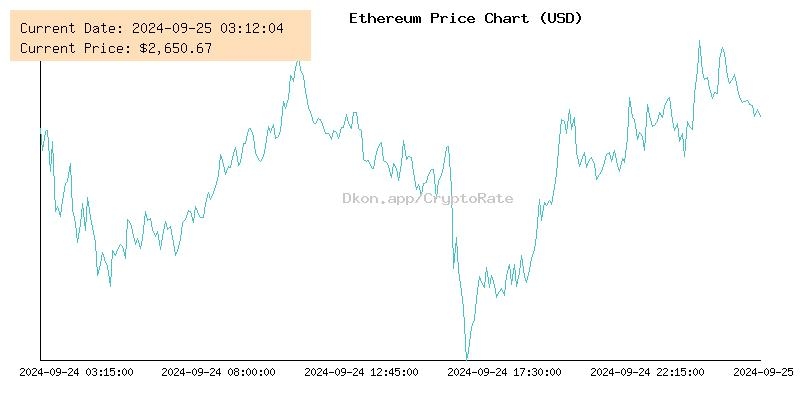 Ethereum Price Chart (USD)
Current Date: 2024-09-25 03:12:04
Current Price: $2,650.67
Dkon.app/CryptoRate
2024-09-24 03:15:00 2024-09-24 08:00:00 2024-09-24 12:45:00 2024-09-24 17:30:00 2024-09-24 22:15:00 2024-09-25